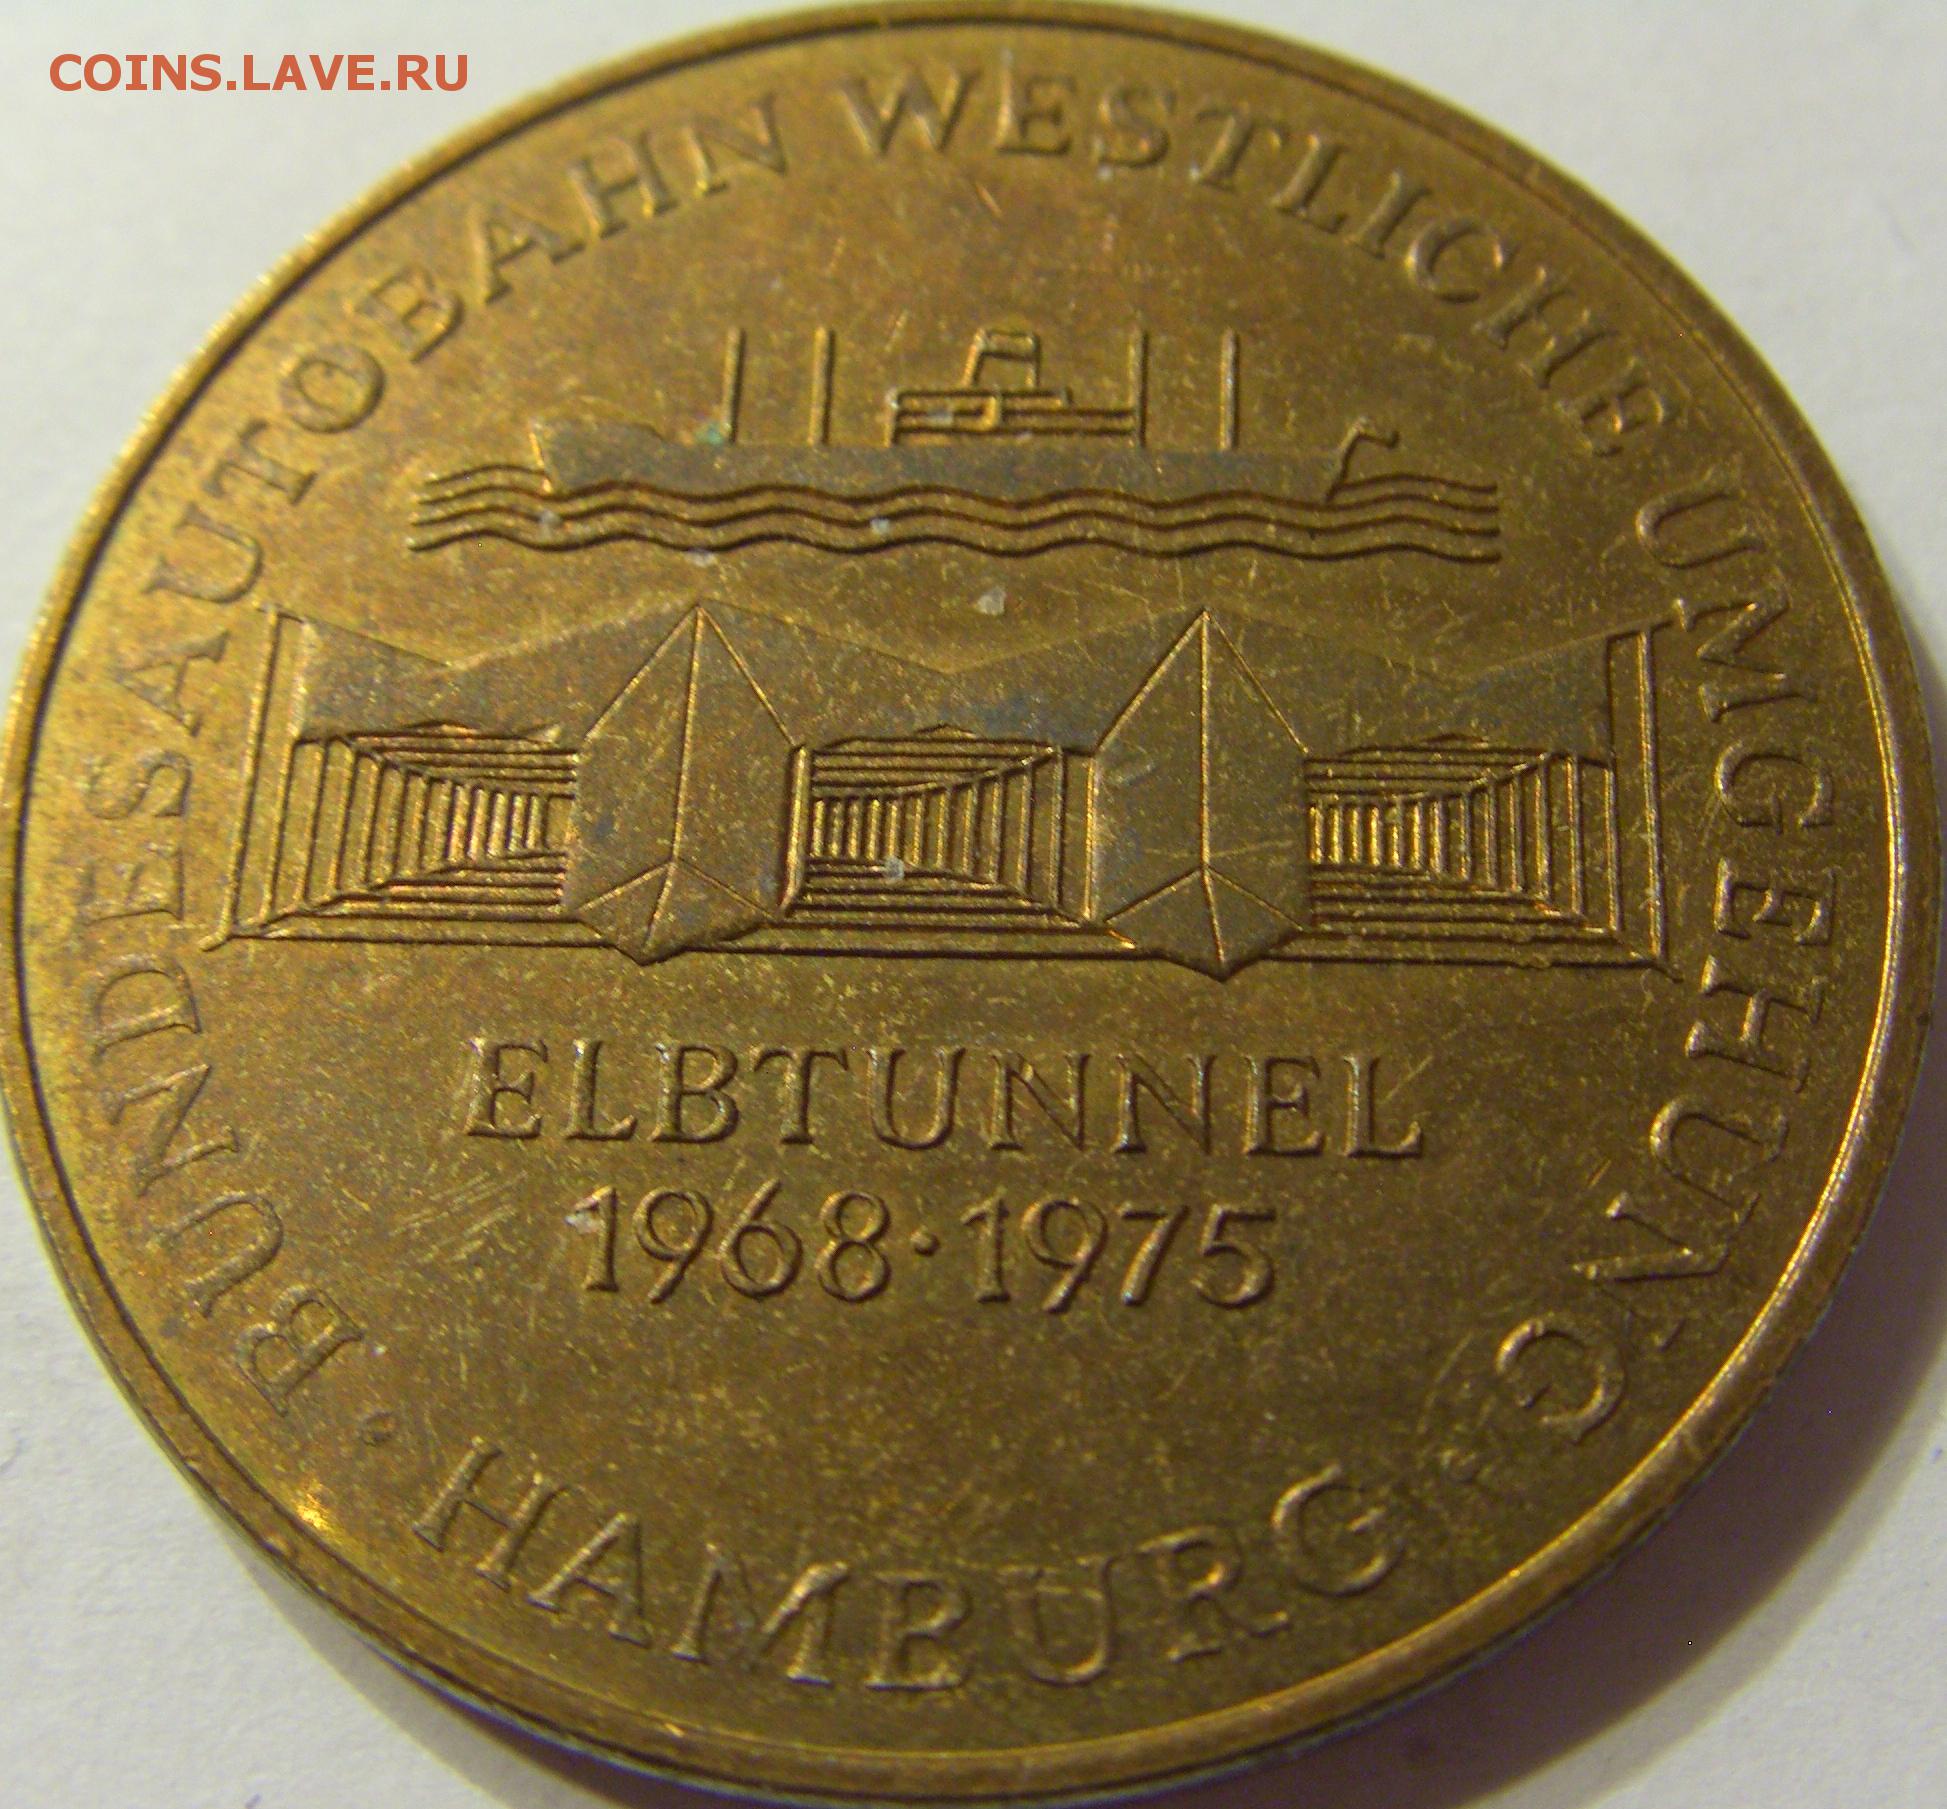 COINS.LAVE.RU
BUNDESAUTOBAHN WESTLICHE UMGEHUNG
ELBTUNNEL
1968·1975
· HAMBURG ·